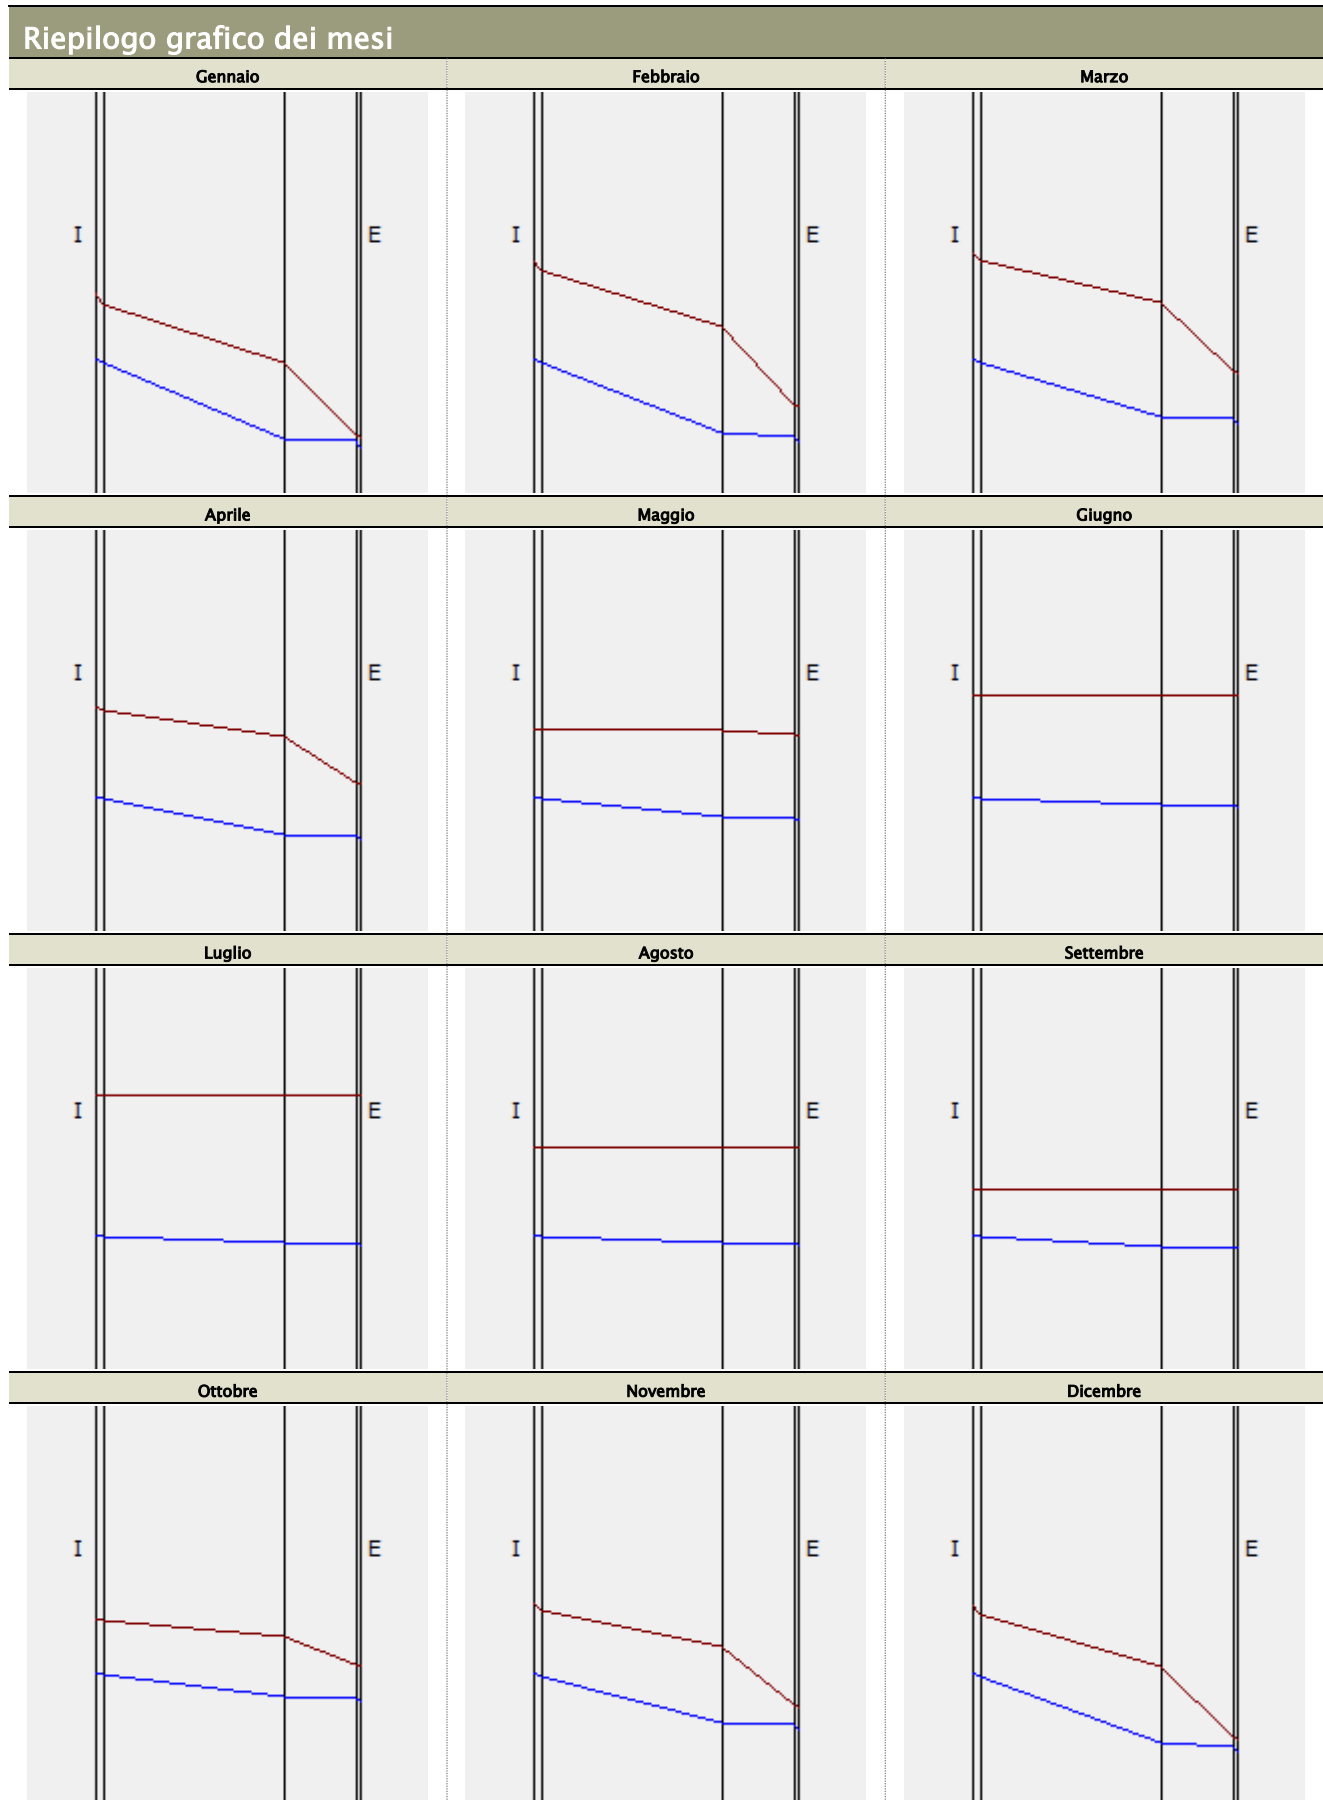 Riepilogo grafico dei mesi
Gennaio Febbraio Marzo
I E I E I E
Aprile Maggio Giugno
I E I E I E
Luglio Agosto Settembre
I E I E I E
Ottobre Novembre Dicembre
I E I E I E